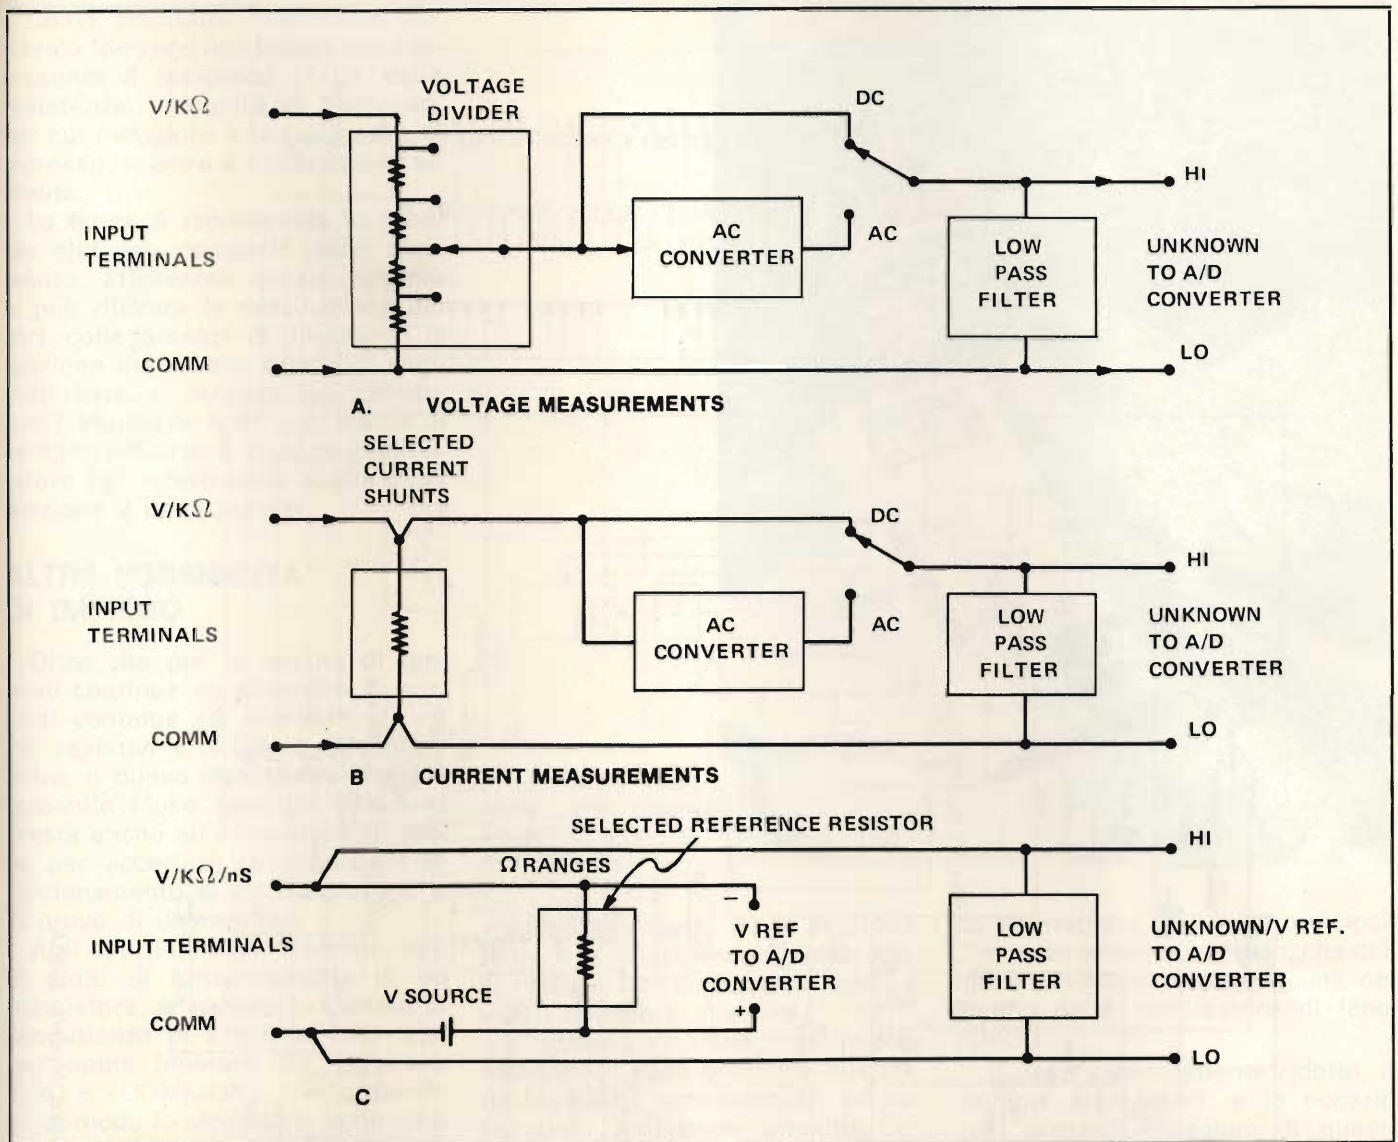 VOLTAGE
DIVIDER
V/KΩ
DC
HI
INPUT
TERMINALS
AC
CONVERTER
AC
LOW
PASS
FILTER
UNKNOWN
TO A/D
CONVERTER
COMM
LO
A. VOLTAGE MEASUREMENTS
SELECTED
CURRENT
SHUNTS
V/KΩ
DC
HI
INPUT
TERMINALS
AC
CONVERTER
AC
LOW
PASS
FILTER
UNKNOWN
TO A/D
CONVERTER
COMM
LO
B CURRENT MEASUREMENTS
SELECTED REFERENCE RESISTOR
HI
V/KΩ/nS
Ω RANGES
−
INPUT TERMINALS
V REF
TO A/D
CONVERTER
+
LOW
PASS
FILTER
UNKNOWN/V REF.
TO A/D
CONVERTER
V SOURCE
COMM
LO
C